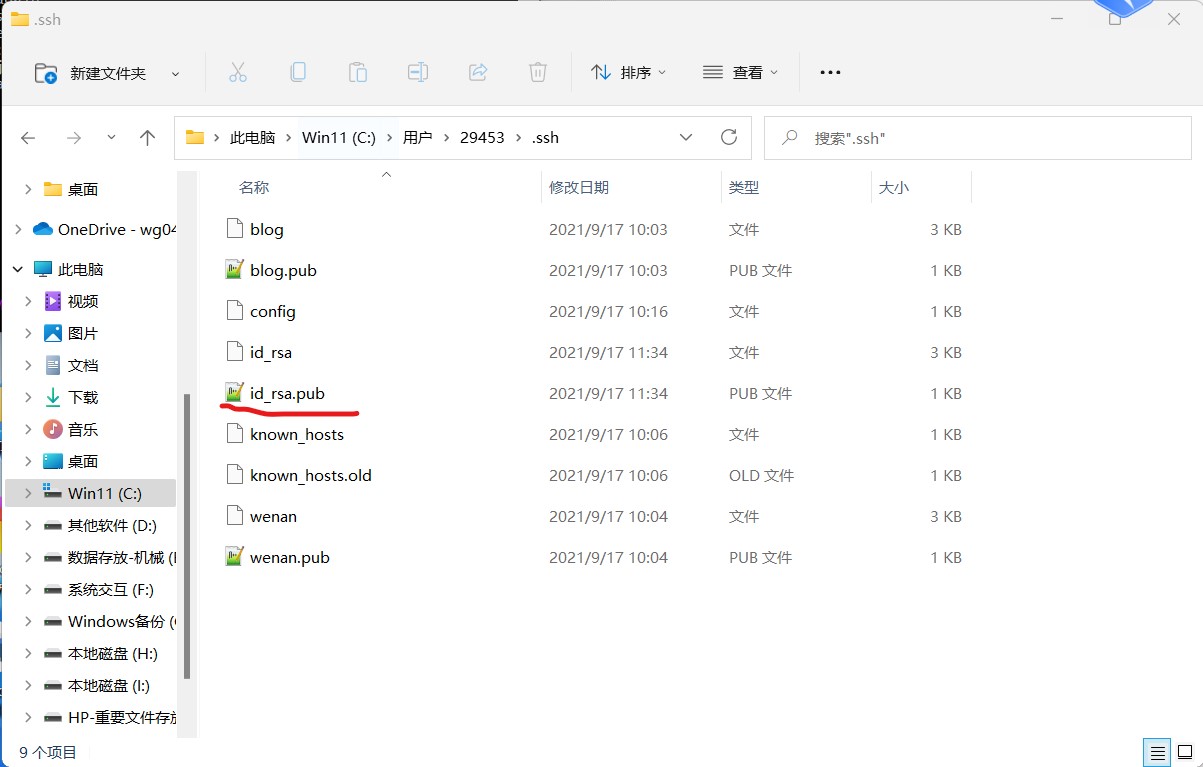 .ssh
新建文件夹
排序
查看
此电脑 > Win11 (C:) > 用户 > 29453 > .ssh
搜索".ssh"
名称 修改日期 类型 大小
blog 2021/9/17 10:03 文件 3 KB
blog.pub 2021/9/17 10:03 PUB 文件 1 KB
config 2021/9/17 10:16 文件 1 KB
id_rsa 2021/9/17 11:34 文件 3 KB
id_rsa.pub 2021/9/17 11:34 PUB 文件 1 KB
known_hosts 2021/9/17 10:06 文件 1 KB
known_hosts.old 2021/9/17 10:06 OLD 文件 1 KB
wenan 2021/9/17 10:04 文件 3 KB
wenan.pub 2021/9/17 10:04 PUB 文件 1 KB
桌面
OneDrive - wg04
此电脑
视频
图片
文档
下载
音乐
桌面
Win11 (C:)
其他软件 (D:)
数据存放-机械 (
系统交互 (F:)
Windows备份 (
本地磁盘 (H:)
本地磁盘 (I:)
HP-重要文件存放
9 个项目